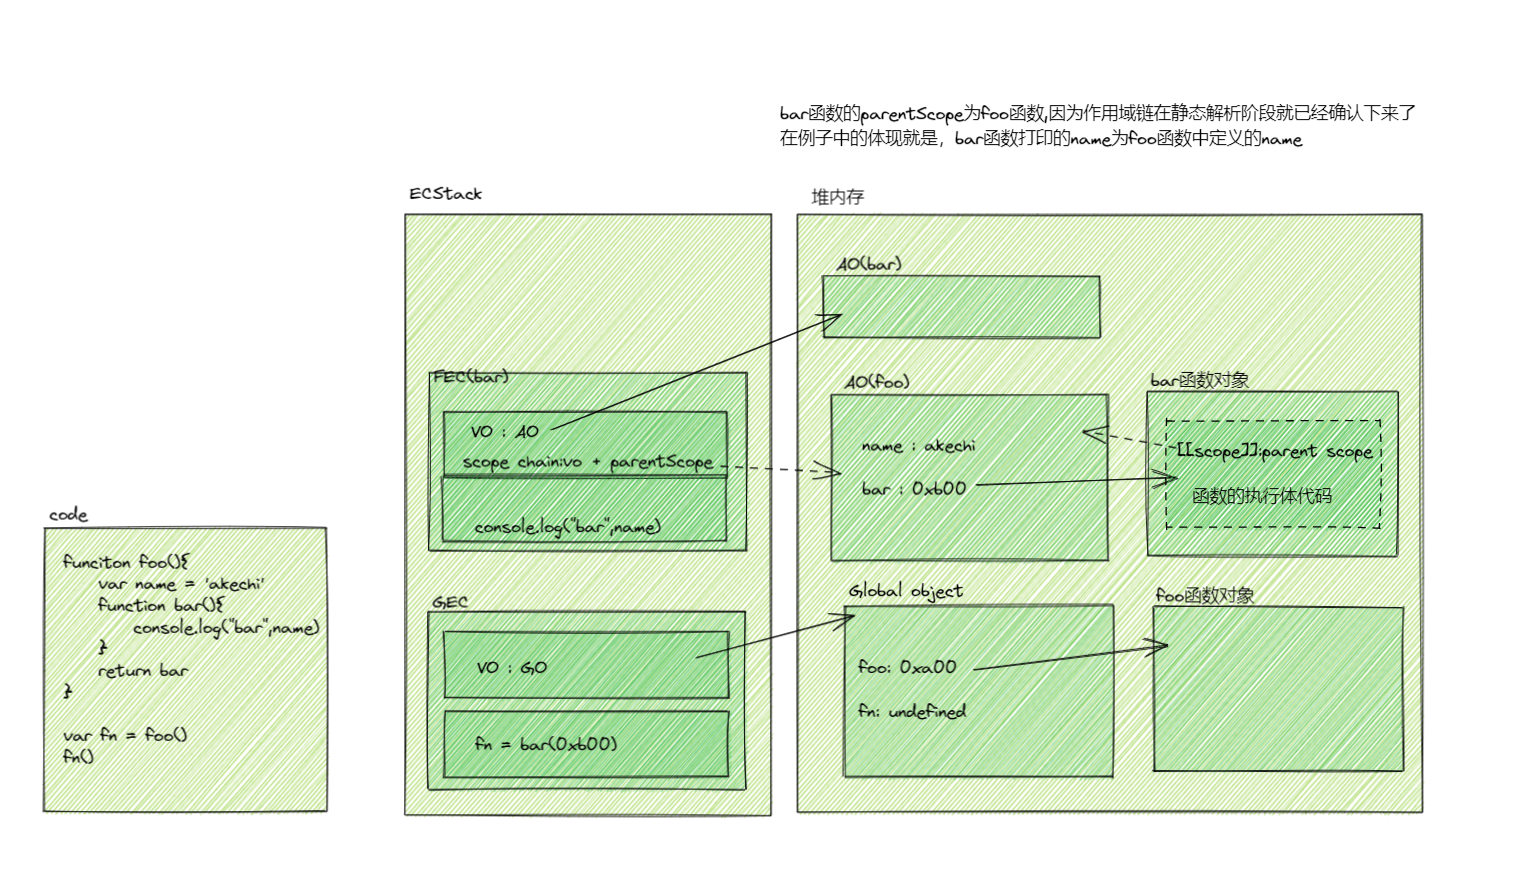 bar函数的parentScope为foo函数,因为作用域链在静态解析阶段就已经确认下来了
在例子中的体现就是，bar函数打印的name为foo函数中定义的name
ECStack
堆内存
AO(bar)
FEC(bar)
VO : AO
scope chain:vo + parentScope
console.log("bar",name)
AO(foo)
name : akechi
bar : 0xb00
bar函数对象
[[scope]]:parent scope
函数的执行体代码
code
funciton foo(){
var name = 'akechi'
function bar(){
console.log("bar",name)
}
return bar
}
var fn = foo()
fn()
GEC
VO : GO
fn = bar(0xb00)
Global object
foo: 0xa00
fn: undefined
foo函数对象